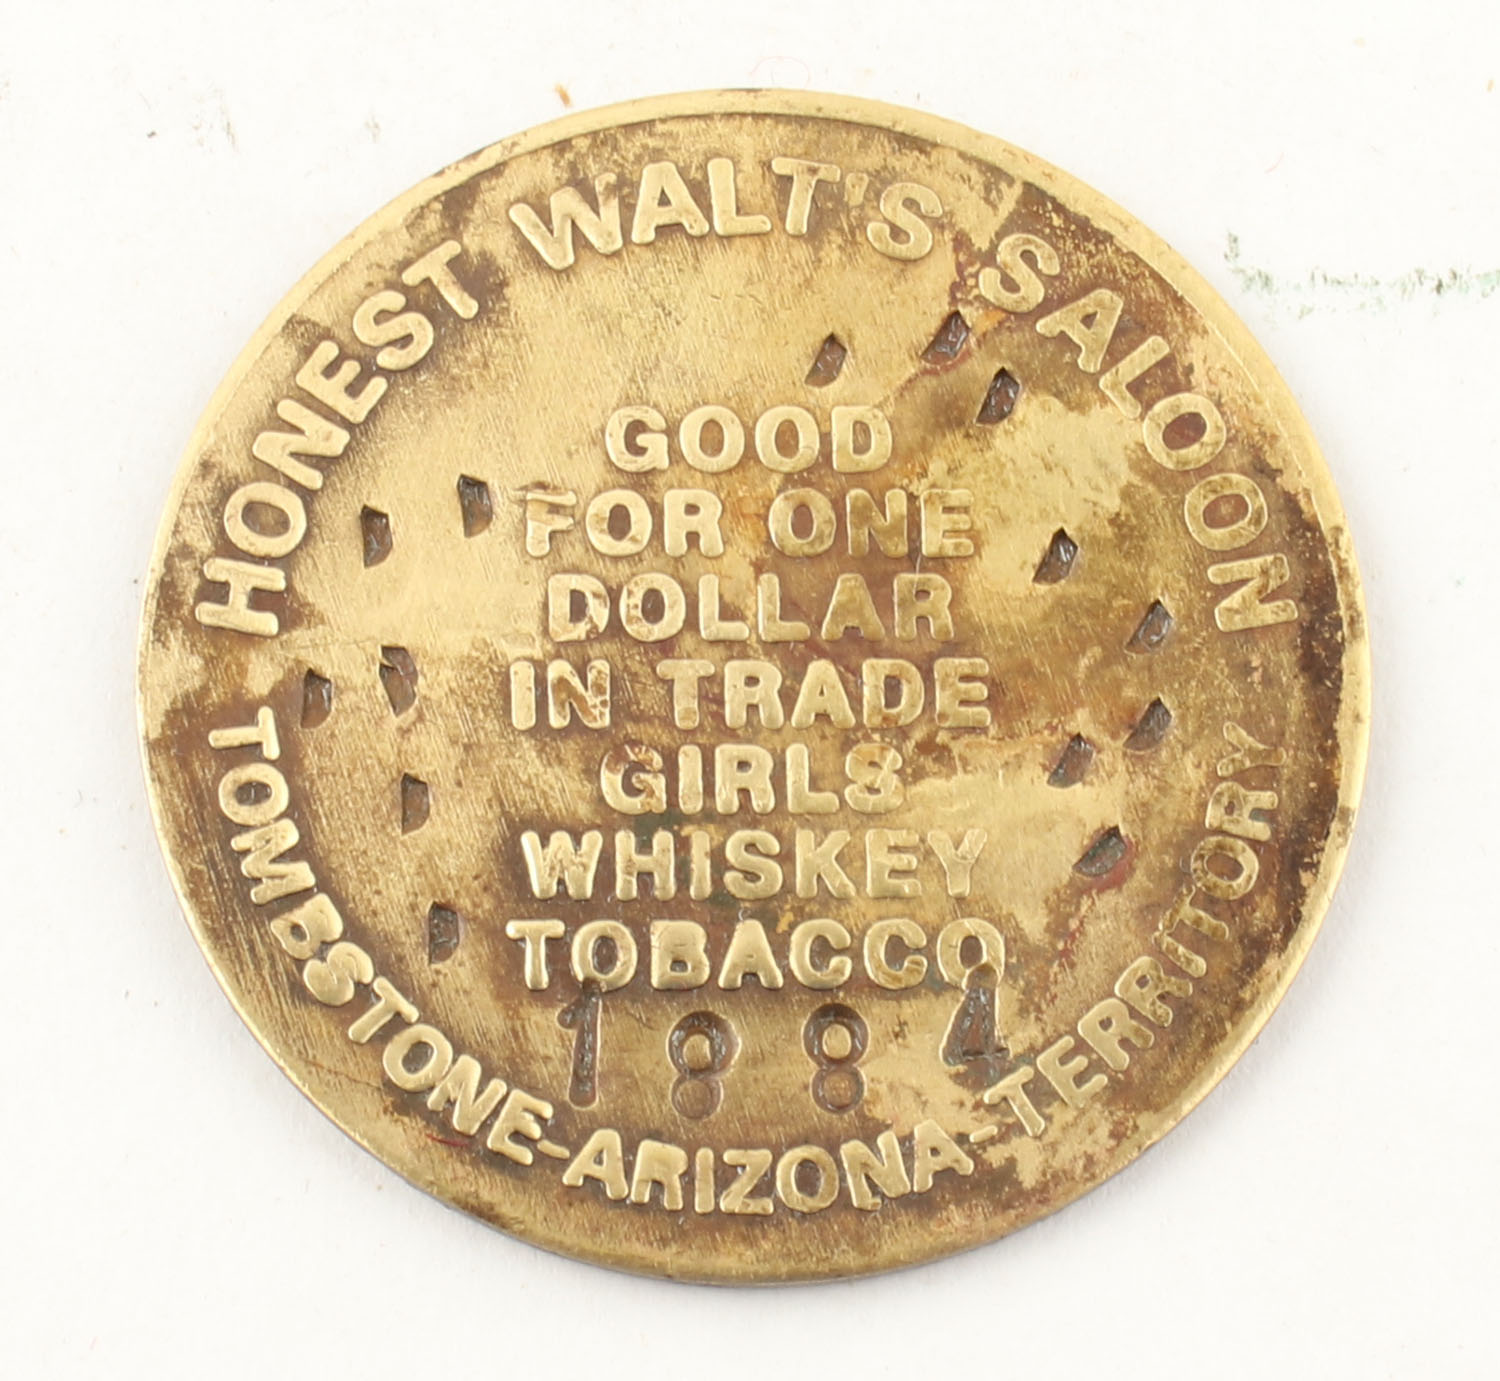 HONEST WALT'S SALOON
GOOD
FOR ONE
DOLLAR
IN TRADE
GIRLS
WHISKEY
TOBACCO
1884
TOMBSTONE-ARIZONA-TERRITORY